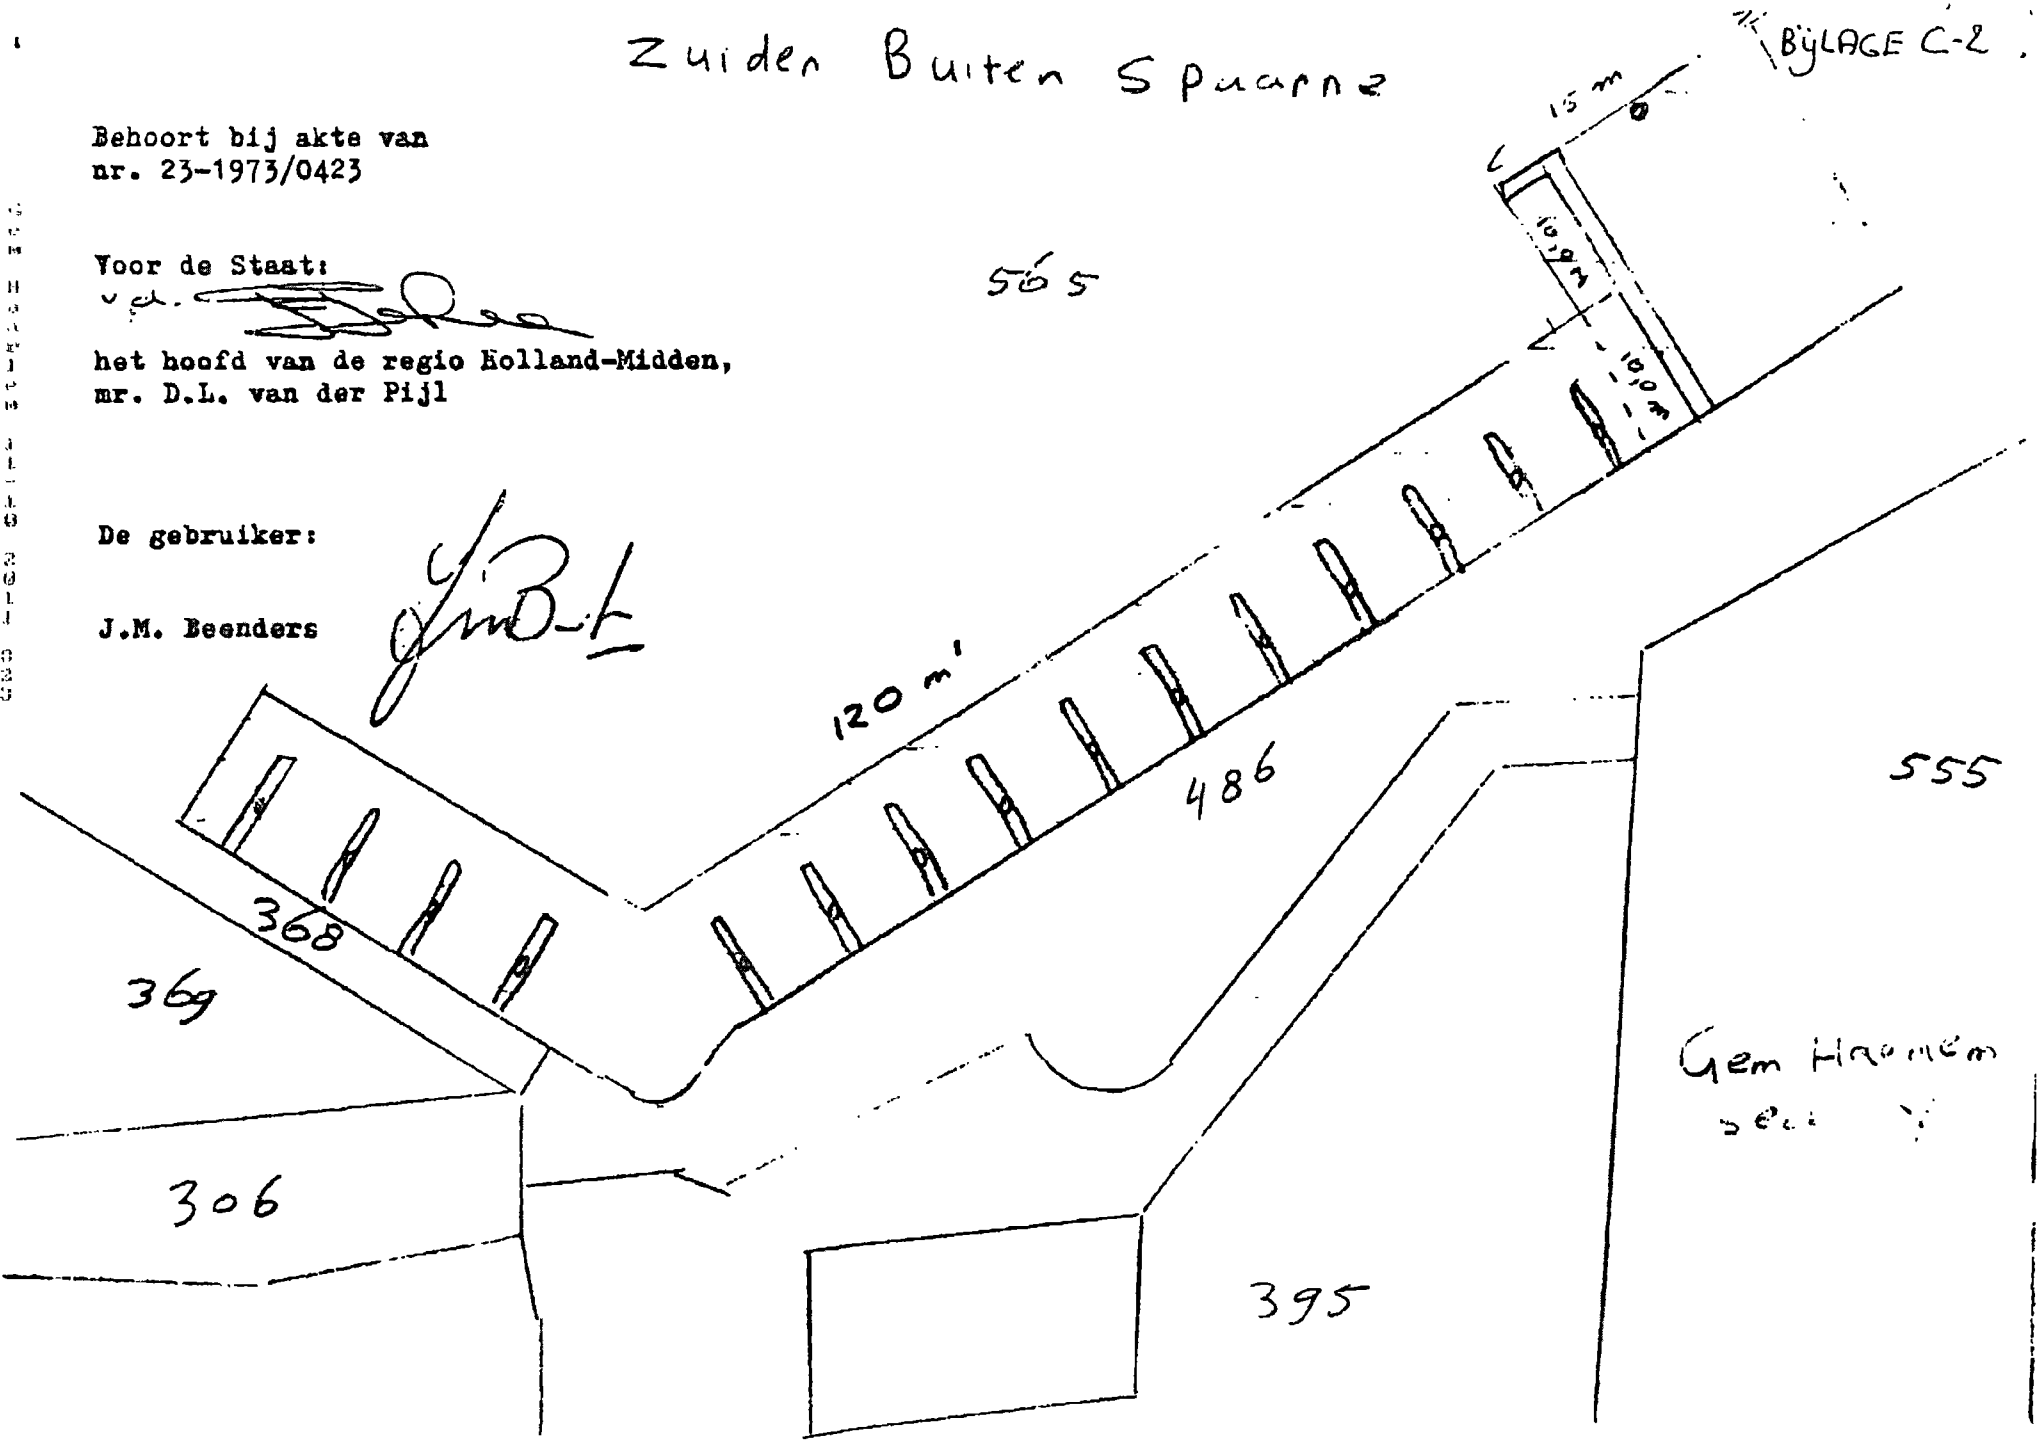 Zuiden Buiten Spaarne
BijLAGE C-2.
Behoort bij akte van
nr. 23-1973/0423
Voor de Staat:
het hoofd van de regio Holland-Midden,
mr. D.L. van der Pijl
De gebruiker:
J.M. Beenders
15 m
10,0 m
10,0 m
565
120 m'
486
555
368
369
306
395
Gem Haarlem
sect Y